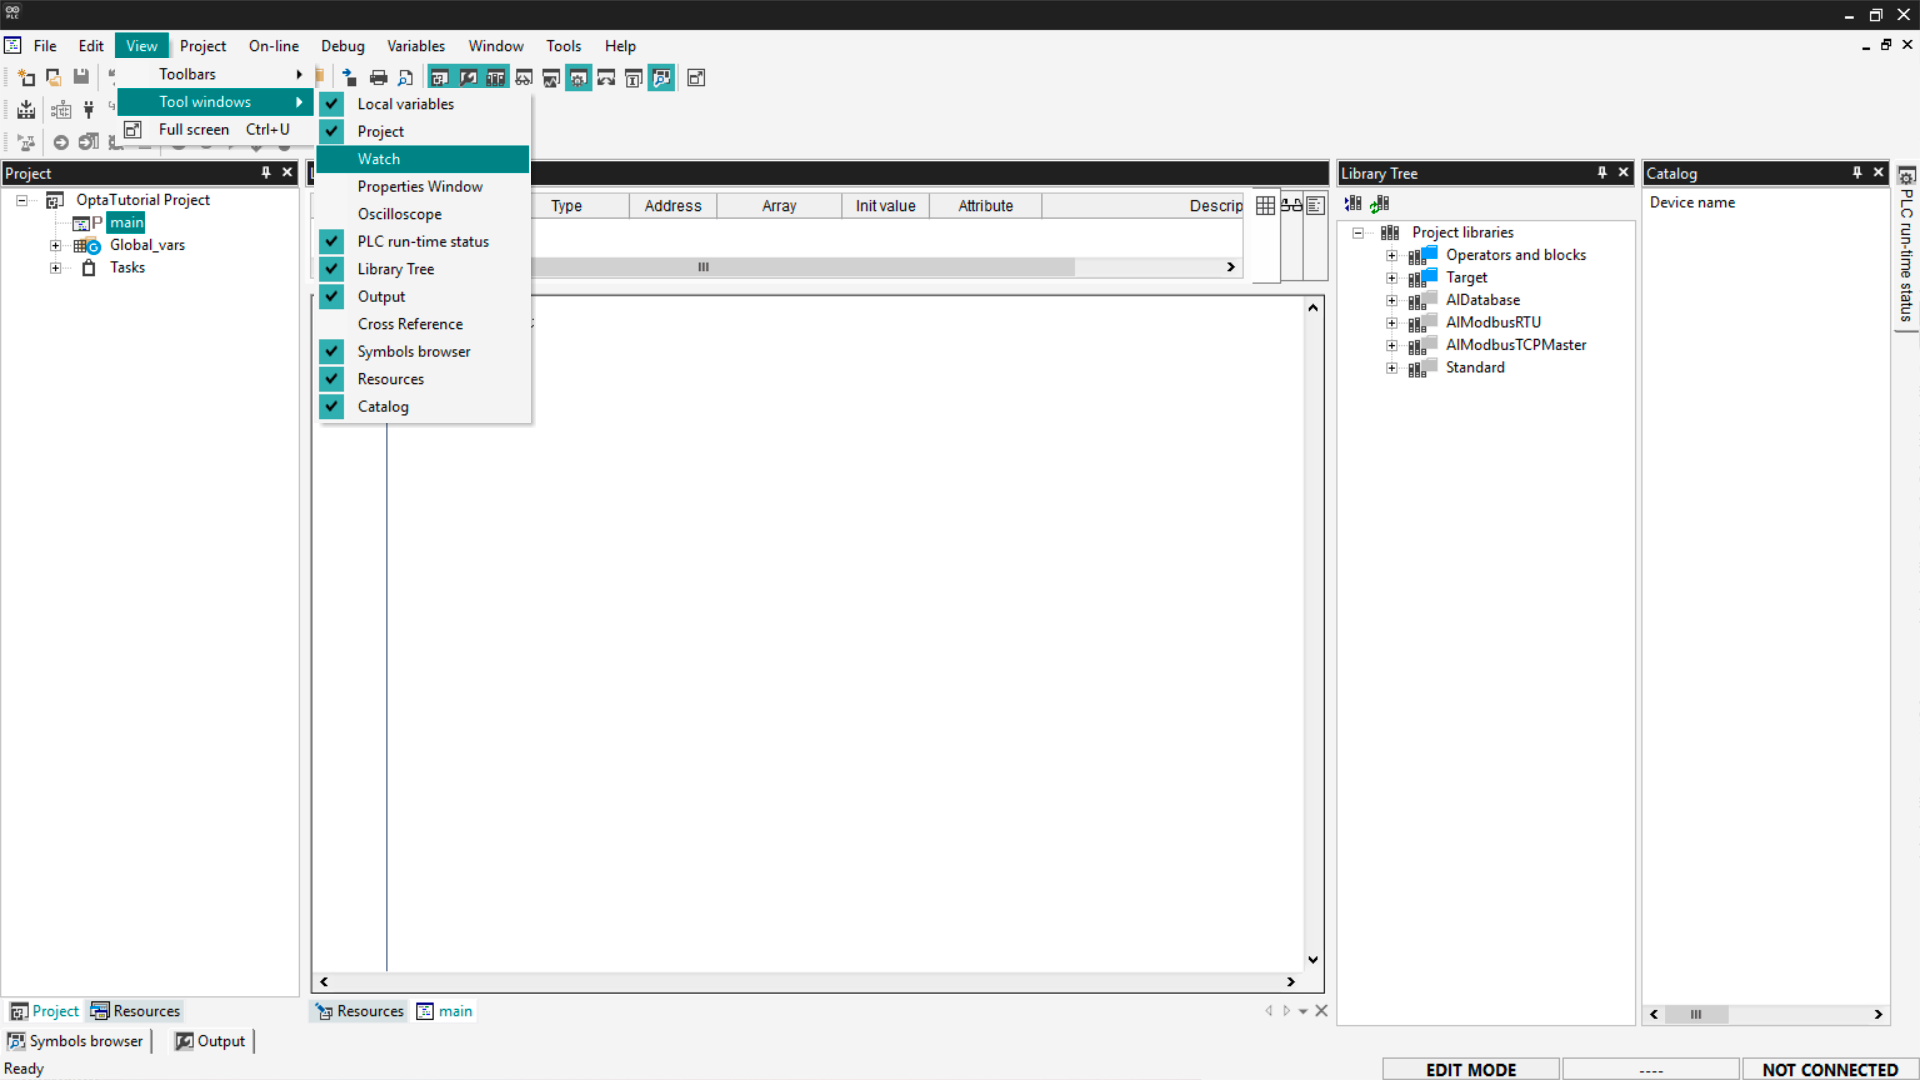 PLC
File Edit View Project On-line Debug Variables Window Tools Help
Toolbars
Tool windows
Full screen Ctrl+U
Local variables
Project
Watch
Properties Window
Oscilloscope
PLC run-time status
Library Tree
Output
Cross Reference
Symbols browser
Resources
Catalog
Project
OptaTutorial Project
P main
Global_vars
Tasks
Type Address Array Init value Attribute Descrip
Library Tree
Project libraries
Operators and blocks
Target
AlDatabase
AlModbusRTU
AlModbusTCPMaster
Standard
Catalog
Device name
PLC run-time status
Project Resources
Resources main
Symbols browser Output
Ready
EDIT MODE ---- NOT CONNECTED